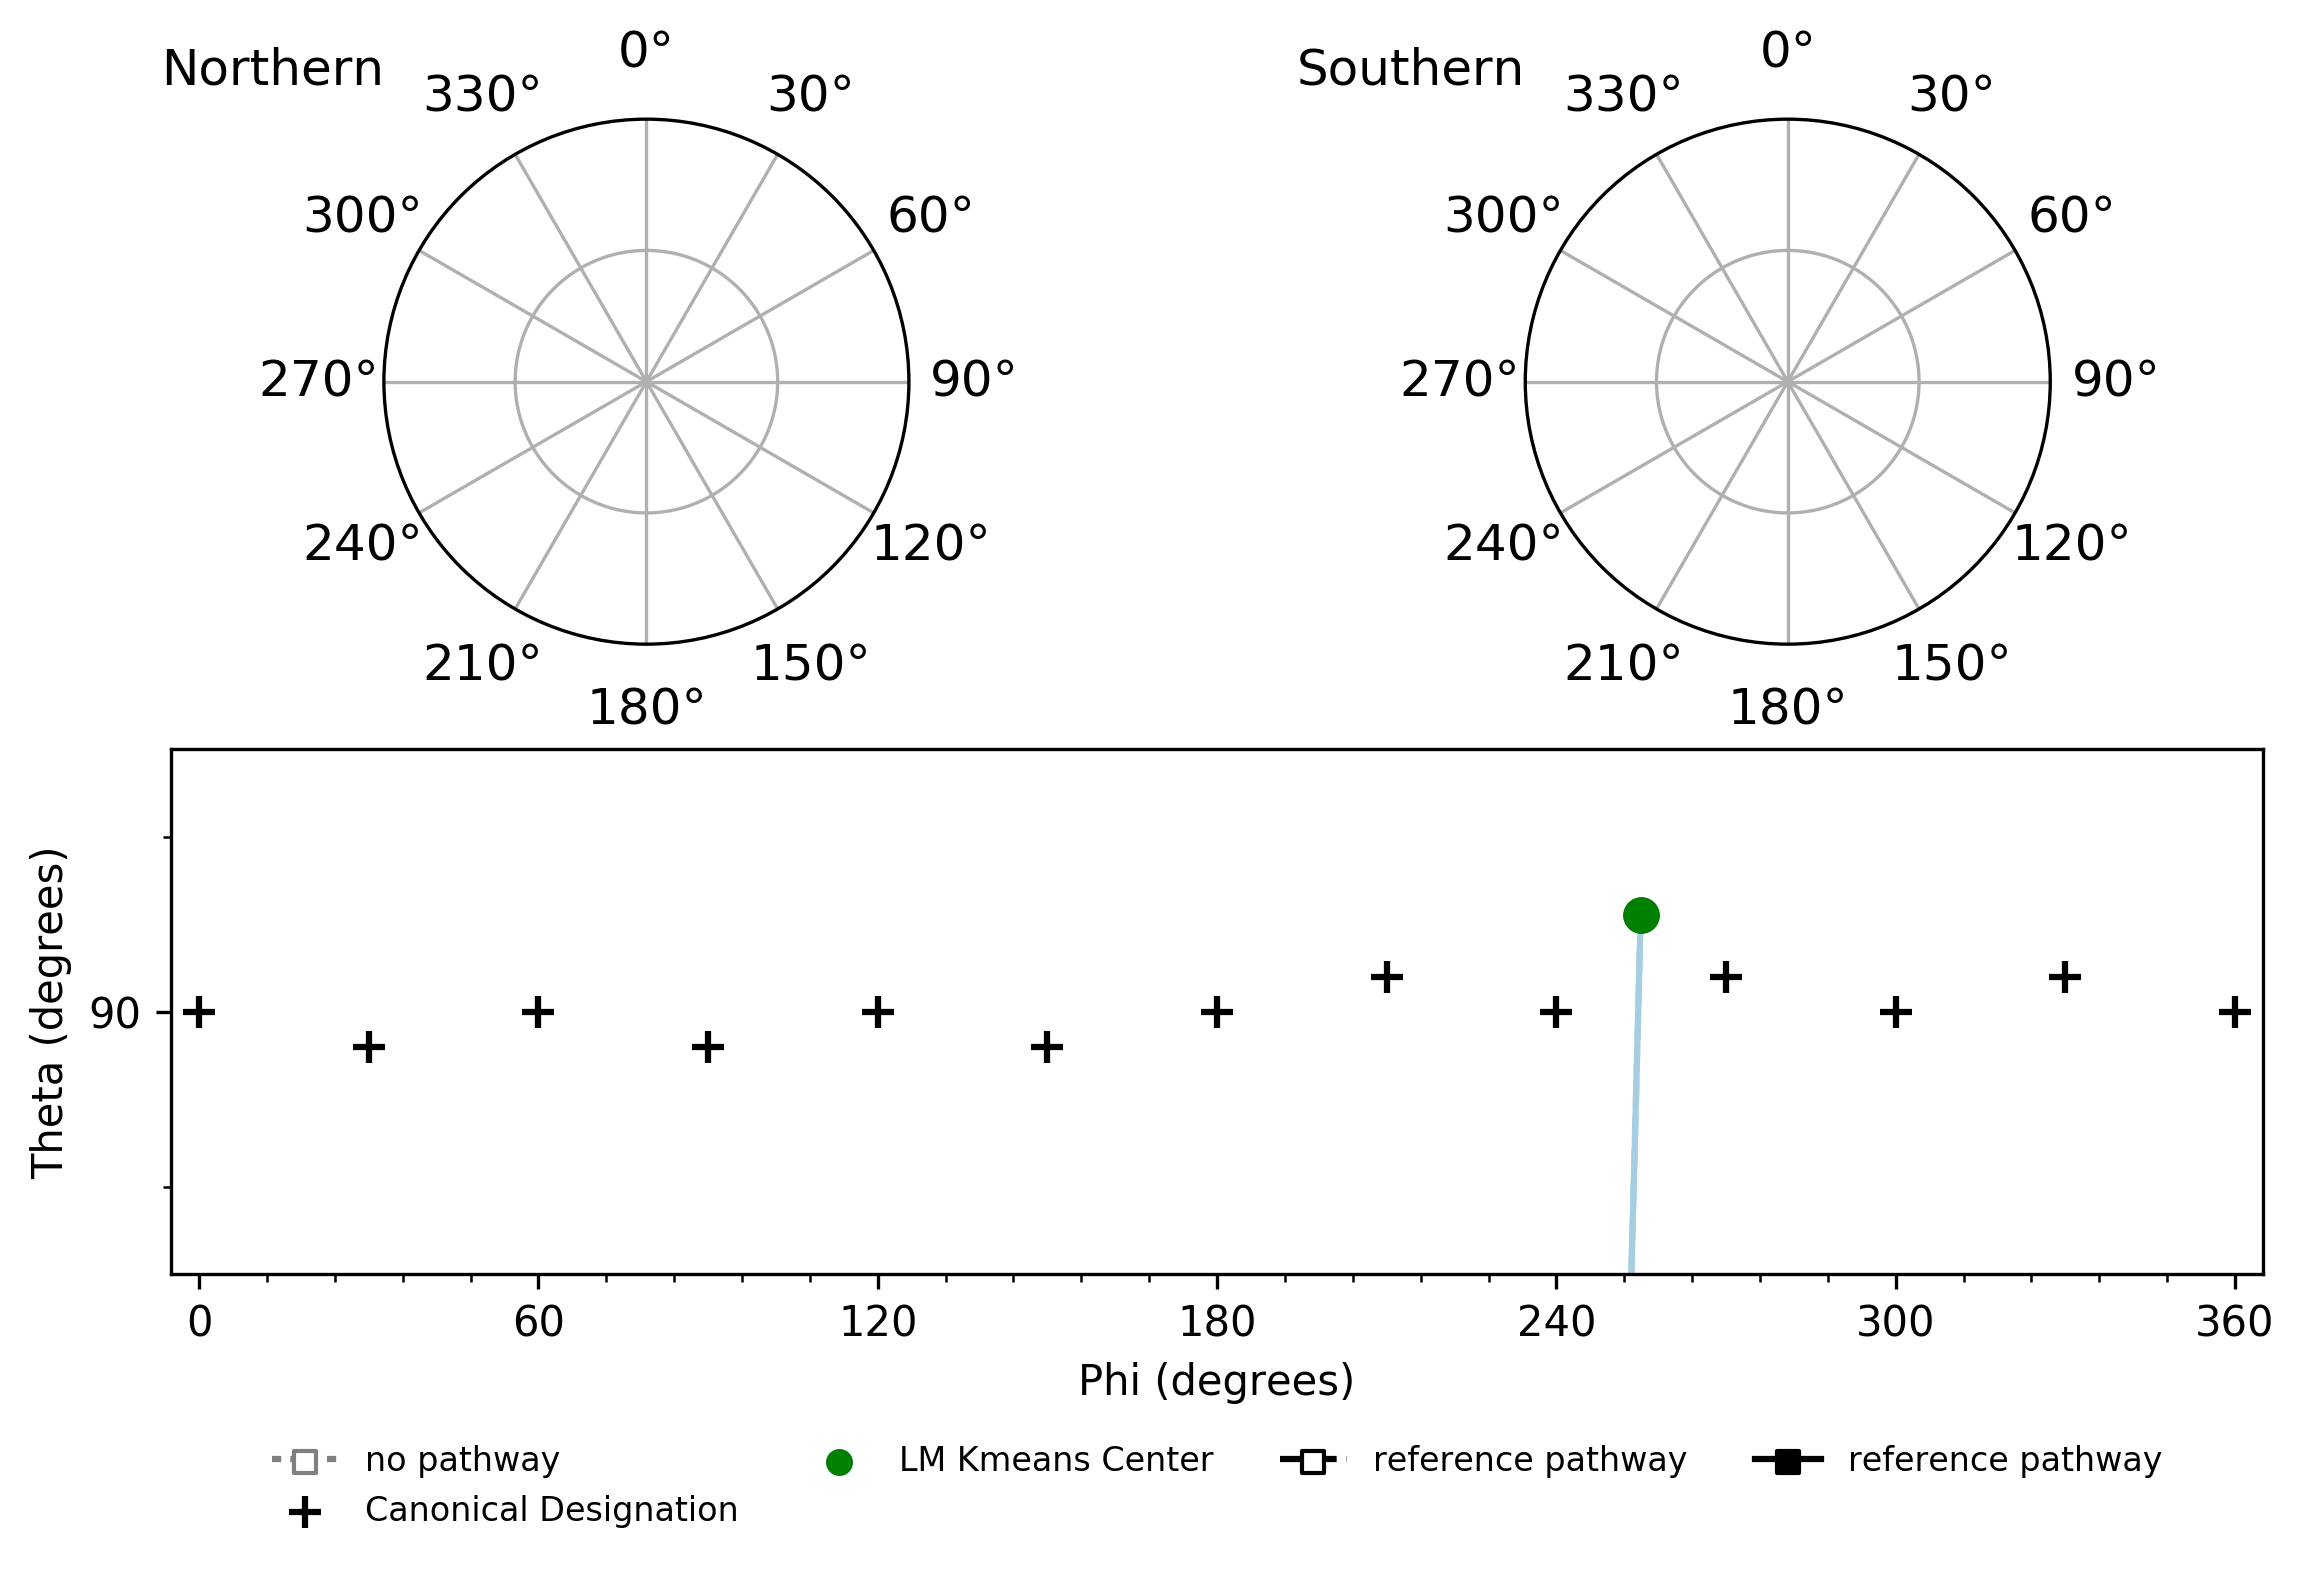 Northern
0°
30°
60°
90°
120°
150°
180°
210°
240°
270°
300°
330°
Southern
0°
30°
60°
90°
120°
150°
180°
210°
240°
270°
300°
330°
Theta (degrees)
90
0 60 120 180 240 300 360
Phi (degrees)
no pathway
Canonical Designation
LM Kmeans Center
reference pathway
reference pathway